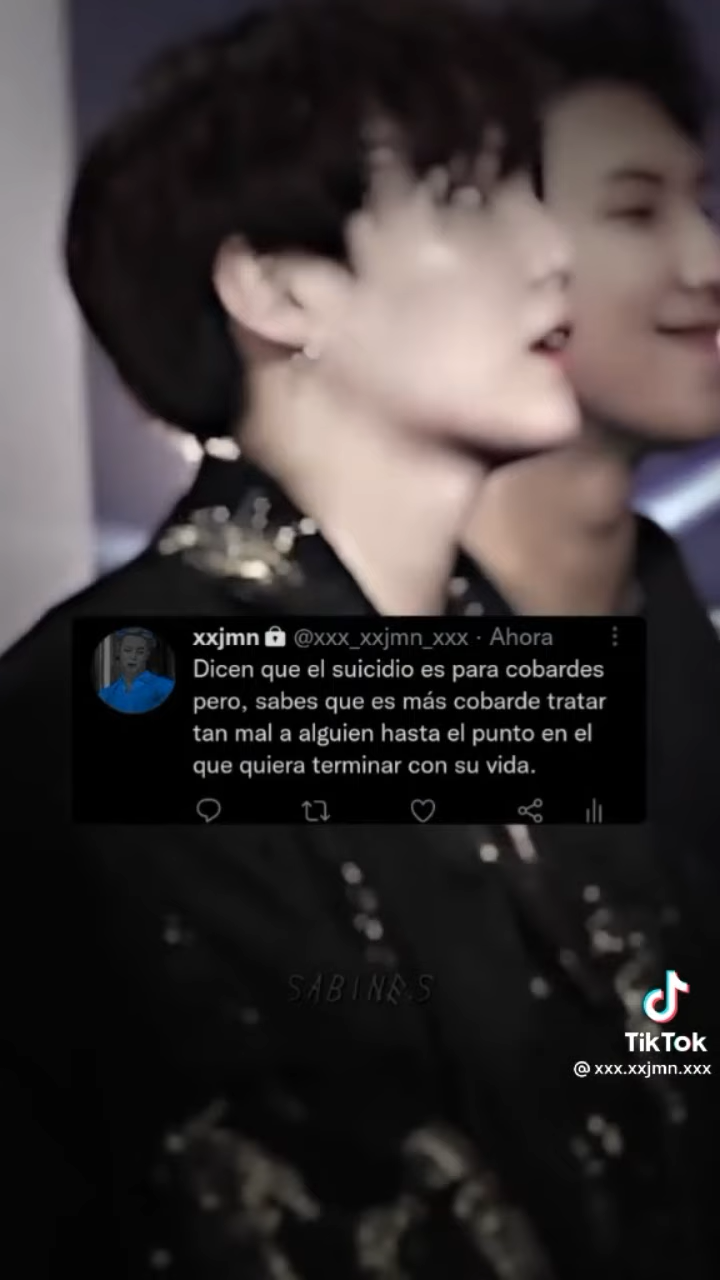 xxjmn @xxx_xxjmn_xxx · Ahora
Dicen que el suicidio es para cobardes
pero, sabes que es más cobarde tratar
tan mal a alguien hasta el punto en el
que quiera terminar con su vida.
SABINES
TikTok
@xxx.xxjmn.xxx